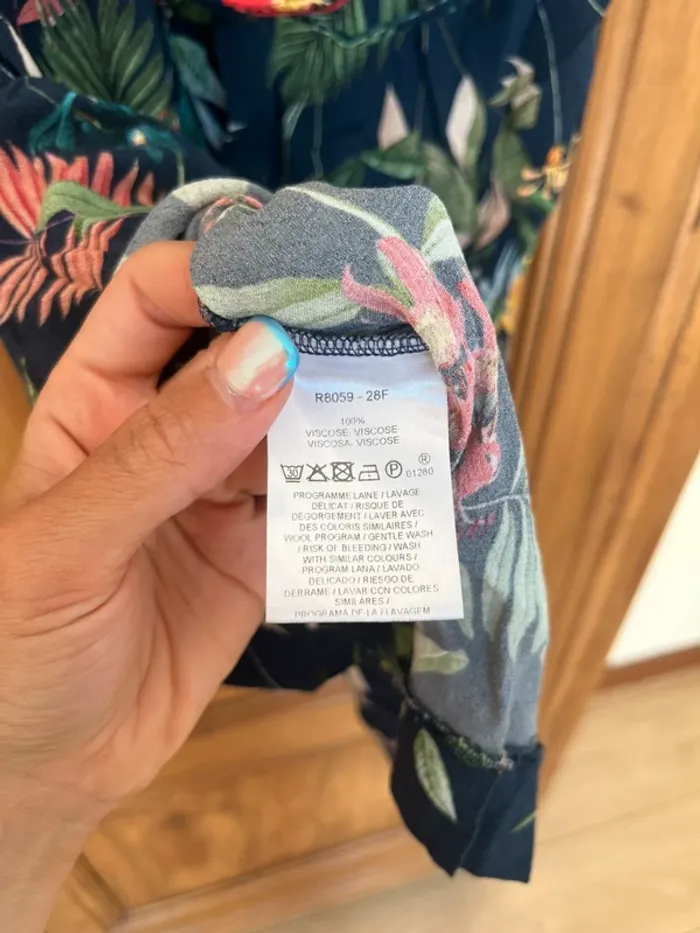 R8059 - 28F
100%
VISCOSE. VISCOSE
VISCOSA. VISCOSE
30 P ® 01280
PROGRAMME LAINE / LAVAGE
DÉLICAT / RISQUE DE
DÉGORGEMENT / LAVER AVEC
DES COLORIS SIMILAIRES /
WOOL PROGRAM / GENTLE WASH
/ RISK OF BLEEDING / WASH
WITH SIMILAR COLOURS /
PROGRAM LANA / LAVADO
DELICADO / RIESGO DE
DERRAME / LAVAR CON COLORES
SIMILARES /
PROGRAMA DE LA / LAVAGEM